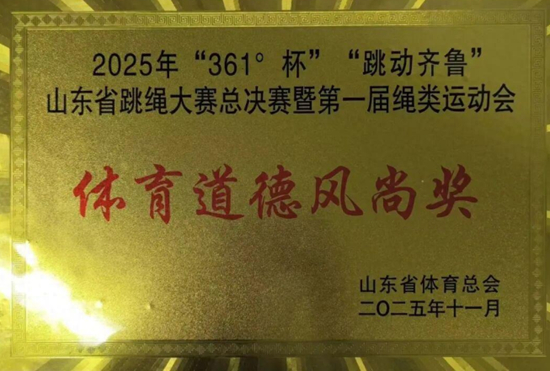 2025年“361°杯”“跳动齐鲁”
山东省跳绳大赛总决赛暨第一届绳类运动会
体育道德风尚奖
山东省体育总会
二〇二五年十一月